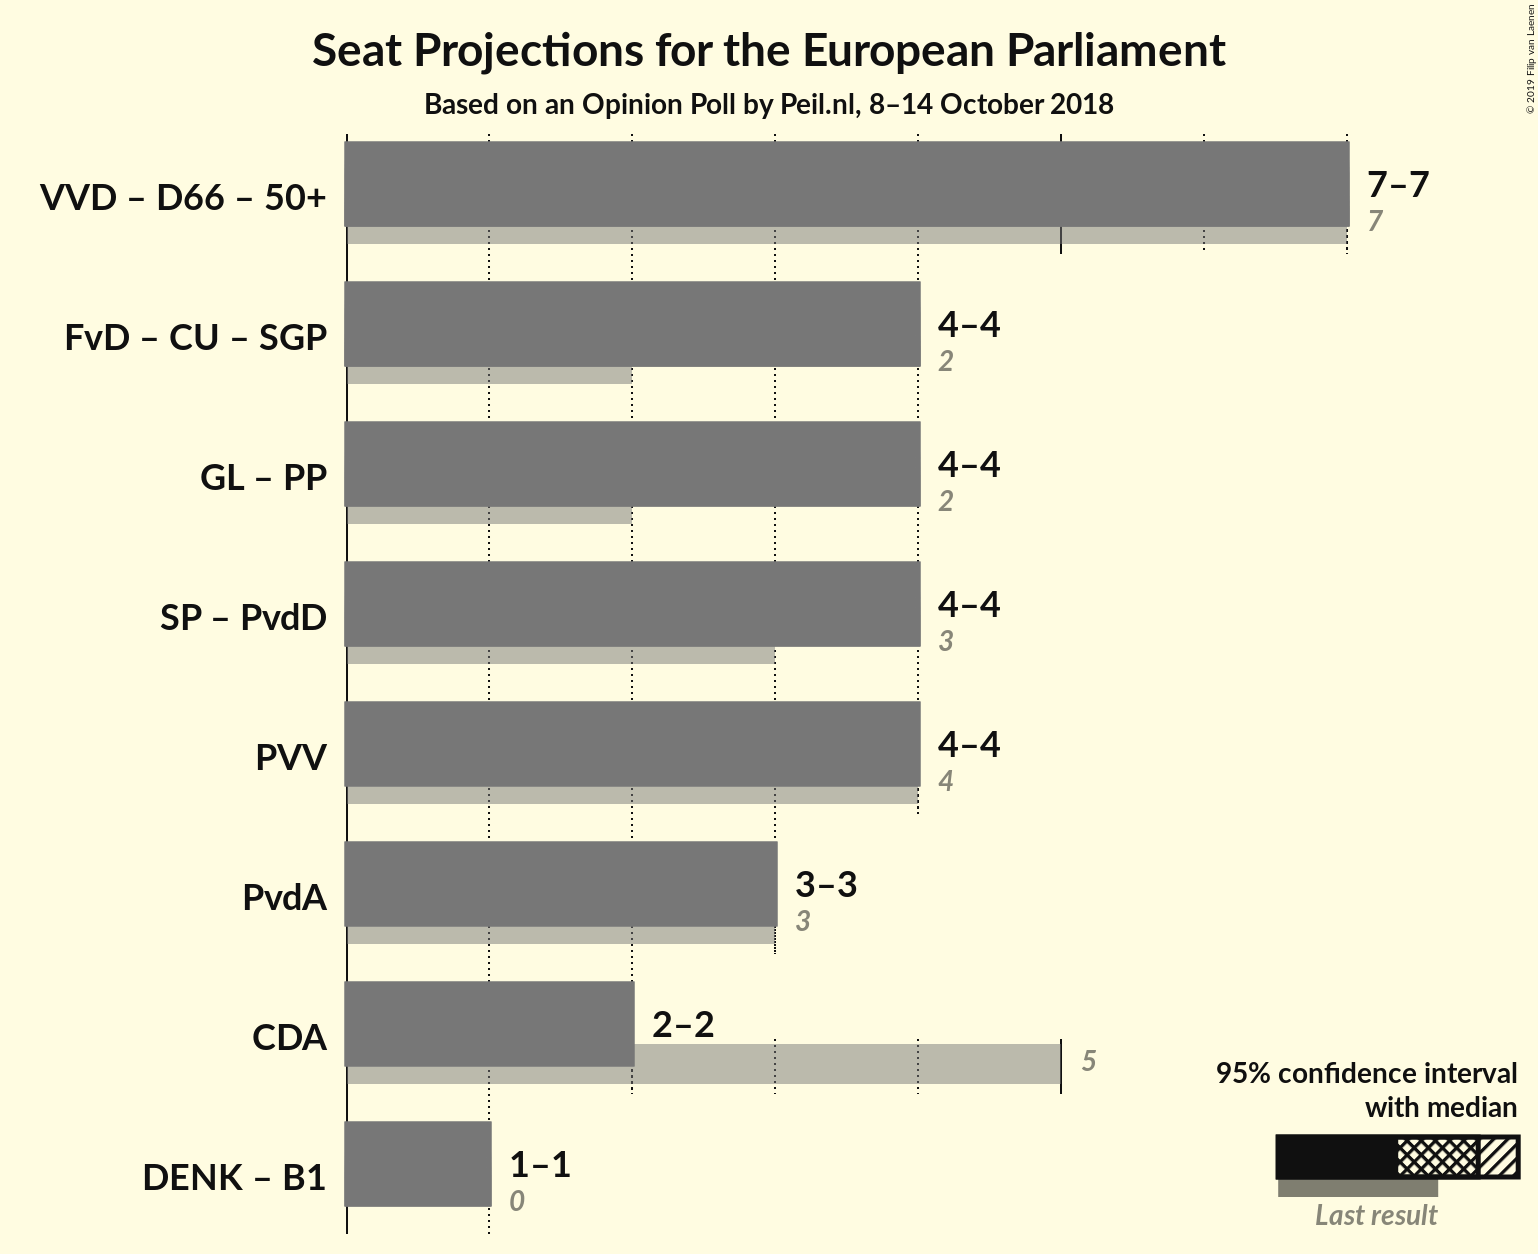 Seat Projections for the European Parliament
Based on an Opinion Poll by Peil.nl, 8–14 October 2018
© 2019 Filip van Laenen
VVD – D66 – 50+
7–7
7
FvD – CU – SGP
4–4
2
GL – PP
4–4
2
SP – PvdD
4–4
3
PVV
4–4
4
PvdA
3–3
3
CDA
2–2
5
DENK – B1
1–1
0
95% confidence interval
with median
Last result